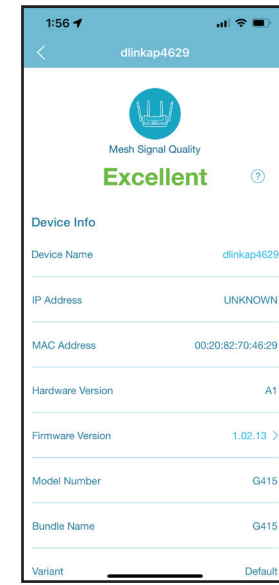 1:56
dlinkap4629
Mesh Signal Quality
Excellent ?
Device Info
Device Name dlinkap4629
IP Address UNKNOWN
MAC Address 00:20:82:70:46:29
Hardware Version A1
Firmware Version 1.02.13 >
Model Number G415
Bundle Name G415
Variant Default